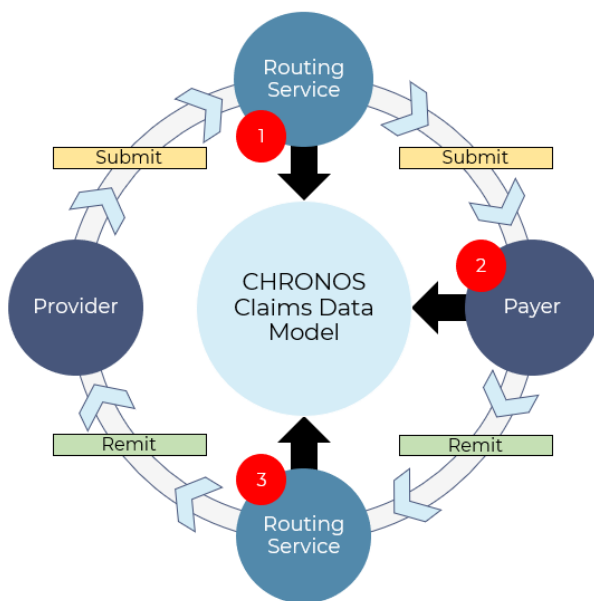 Routing
Service
1
Submit
Submit
2
Provider
CHRONOS
Claims Data
Model
Payer
Remit
Remit
3
Routing
Service